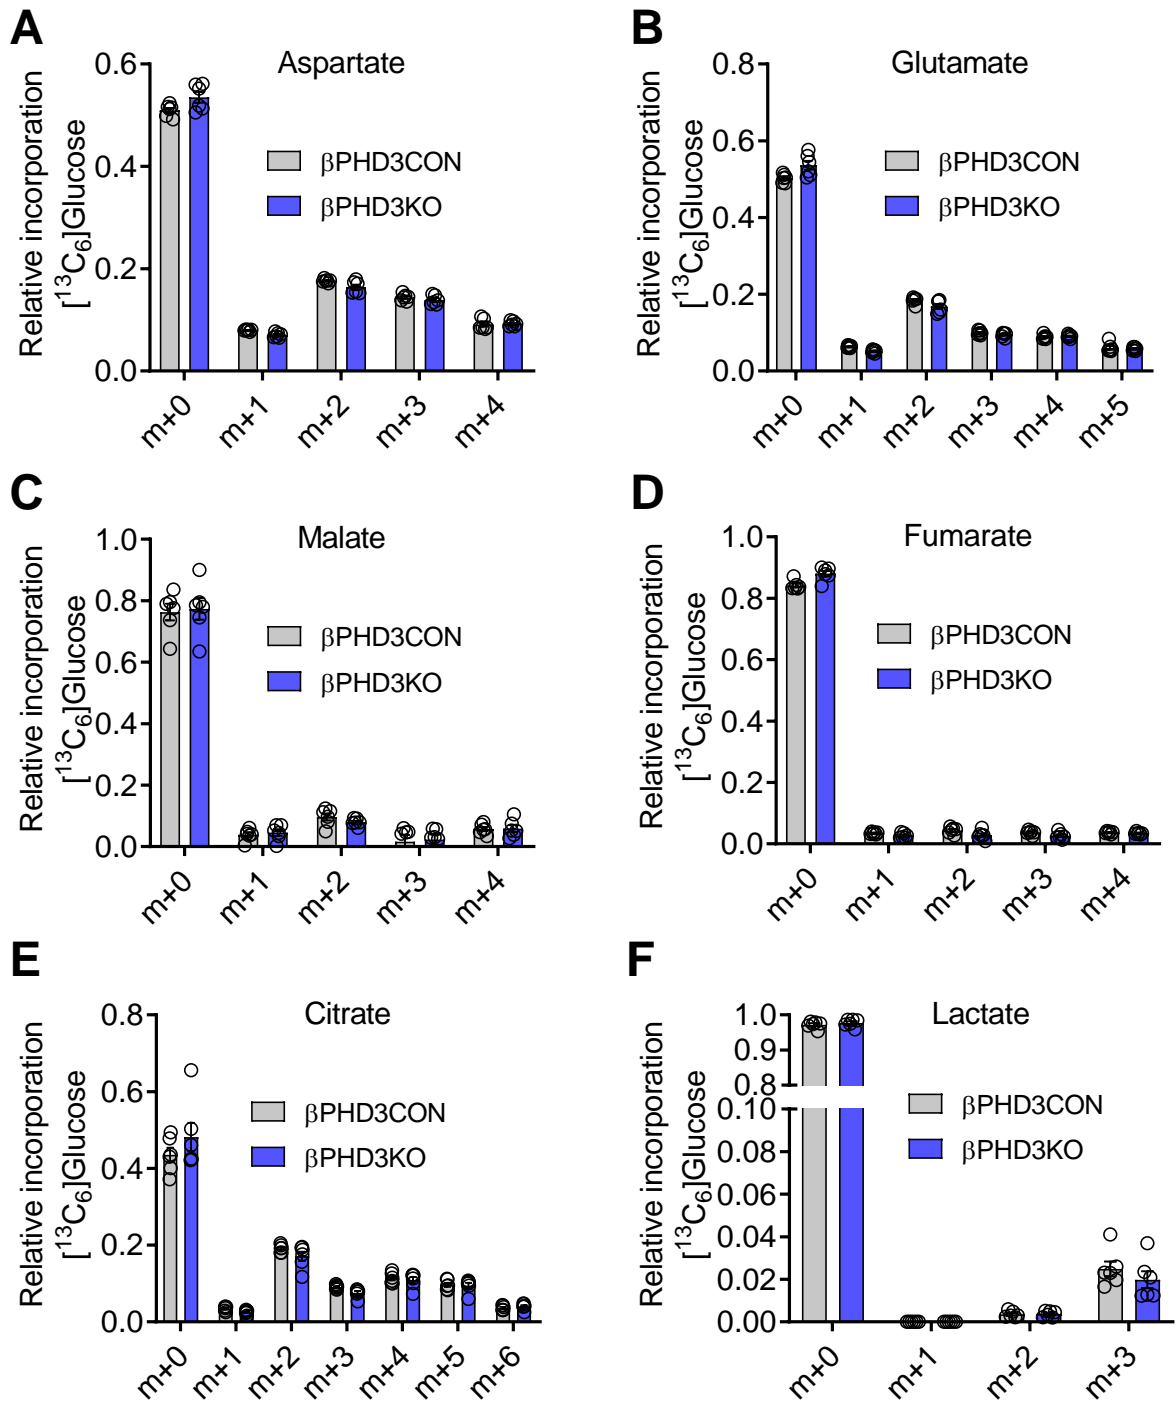 A
Aspartate
Relative incorporation
[¹³C₆]Glucose
0.6
0.4
0.2
0.0
βPHD3CON
βPHD3KO
m+0
m+1
m+2
m+3
m+4
B
Glutamate
Relative incorporation
[¹³C₆]Glucose
0.8
0.6
0.4
0.2
0.0
βPHD3CON
βPHD3KO
m+0
m+1
m+2
m+3
m+4
m+5
C
Malate
Relative incorporation
[¹³C₆]Glucose
1.0
0.8
0.6
0.4
0.2
0.0
βPHD3CON
βPHD3KO
m+0
m+1
m+2
m+3
m+4
D
Fumarate
Relative incorporation
[¹³C₆]Glucose
1.0
0.8
0.6
0.4
0.2
0.0
βPHD3CON
βPHD3KO
m+0
m+1
m+2
m+3
m+4
E
Citrate
Relative incorporation
[¹³C₆]Glucose
0.8
0.6
0.4
0.2
0.0
βPHD3CON
βPHD3KO
m+0
m+1
m+2
m+3
m+4
m+5
m+6
F
Lactate
Relative incorporation
[¹³C₆]Glucose
1.0
0.9
0.8
0.10
0.08
0.06
0.04
0.02
0.00
βPHD3CON
βPHD3KO
m+0
m+1
m+2
m+3